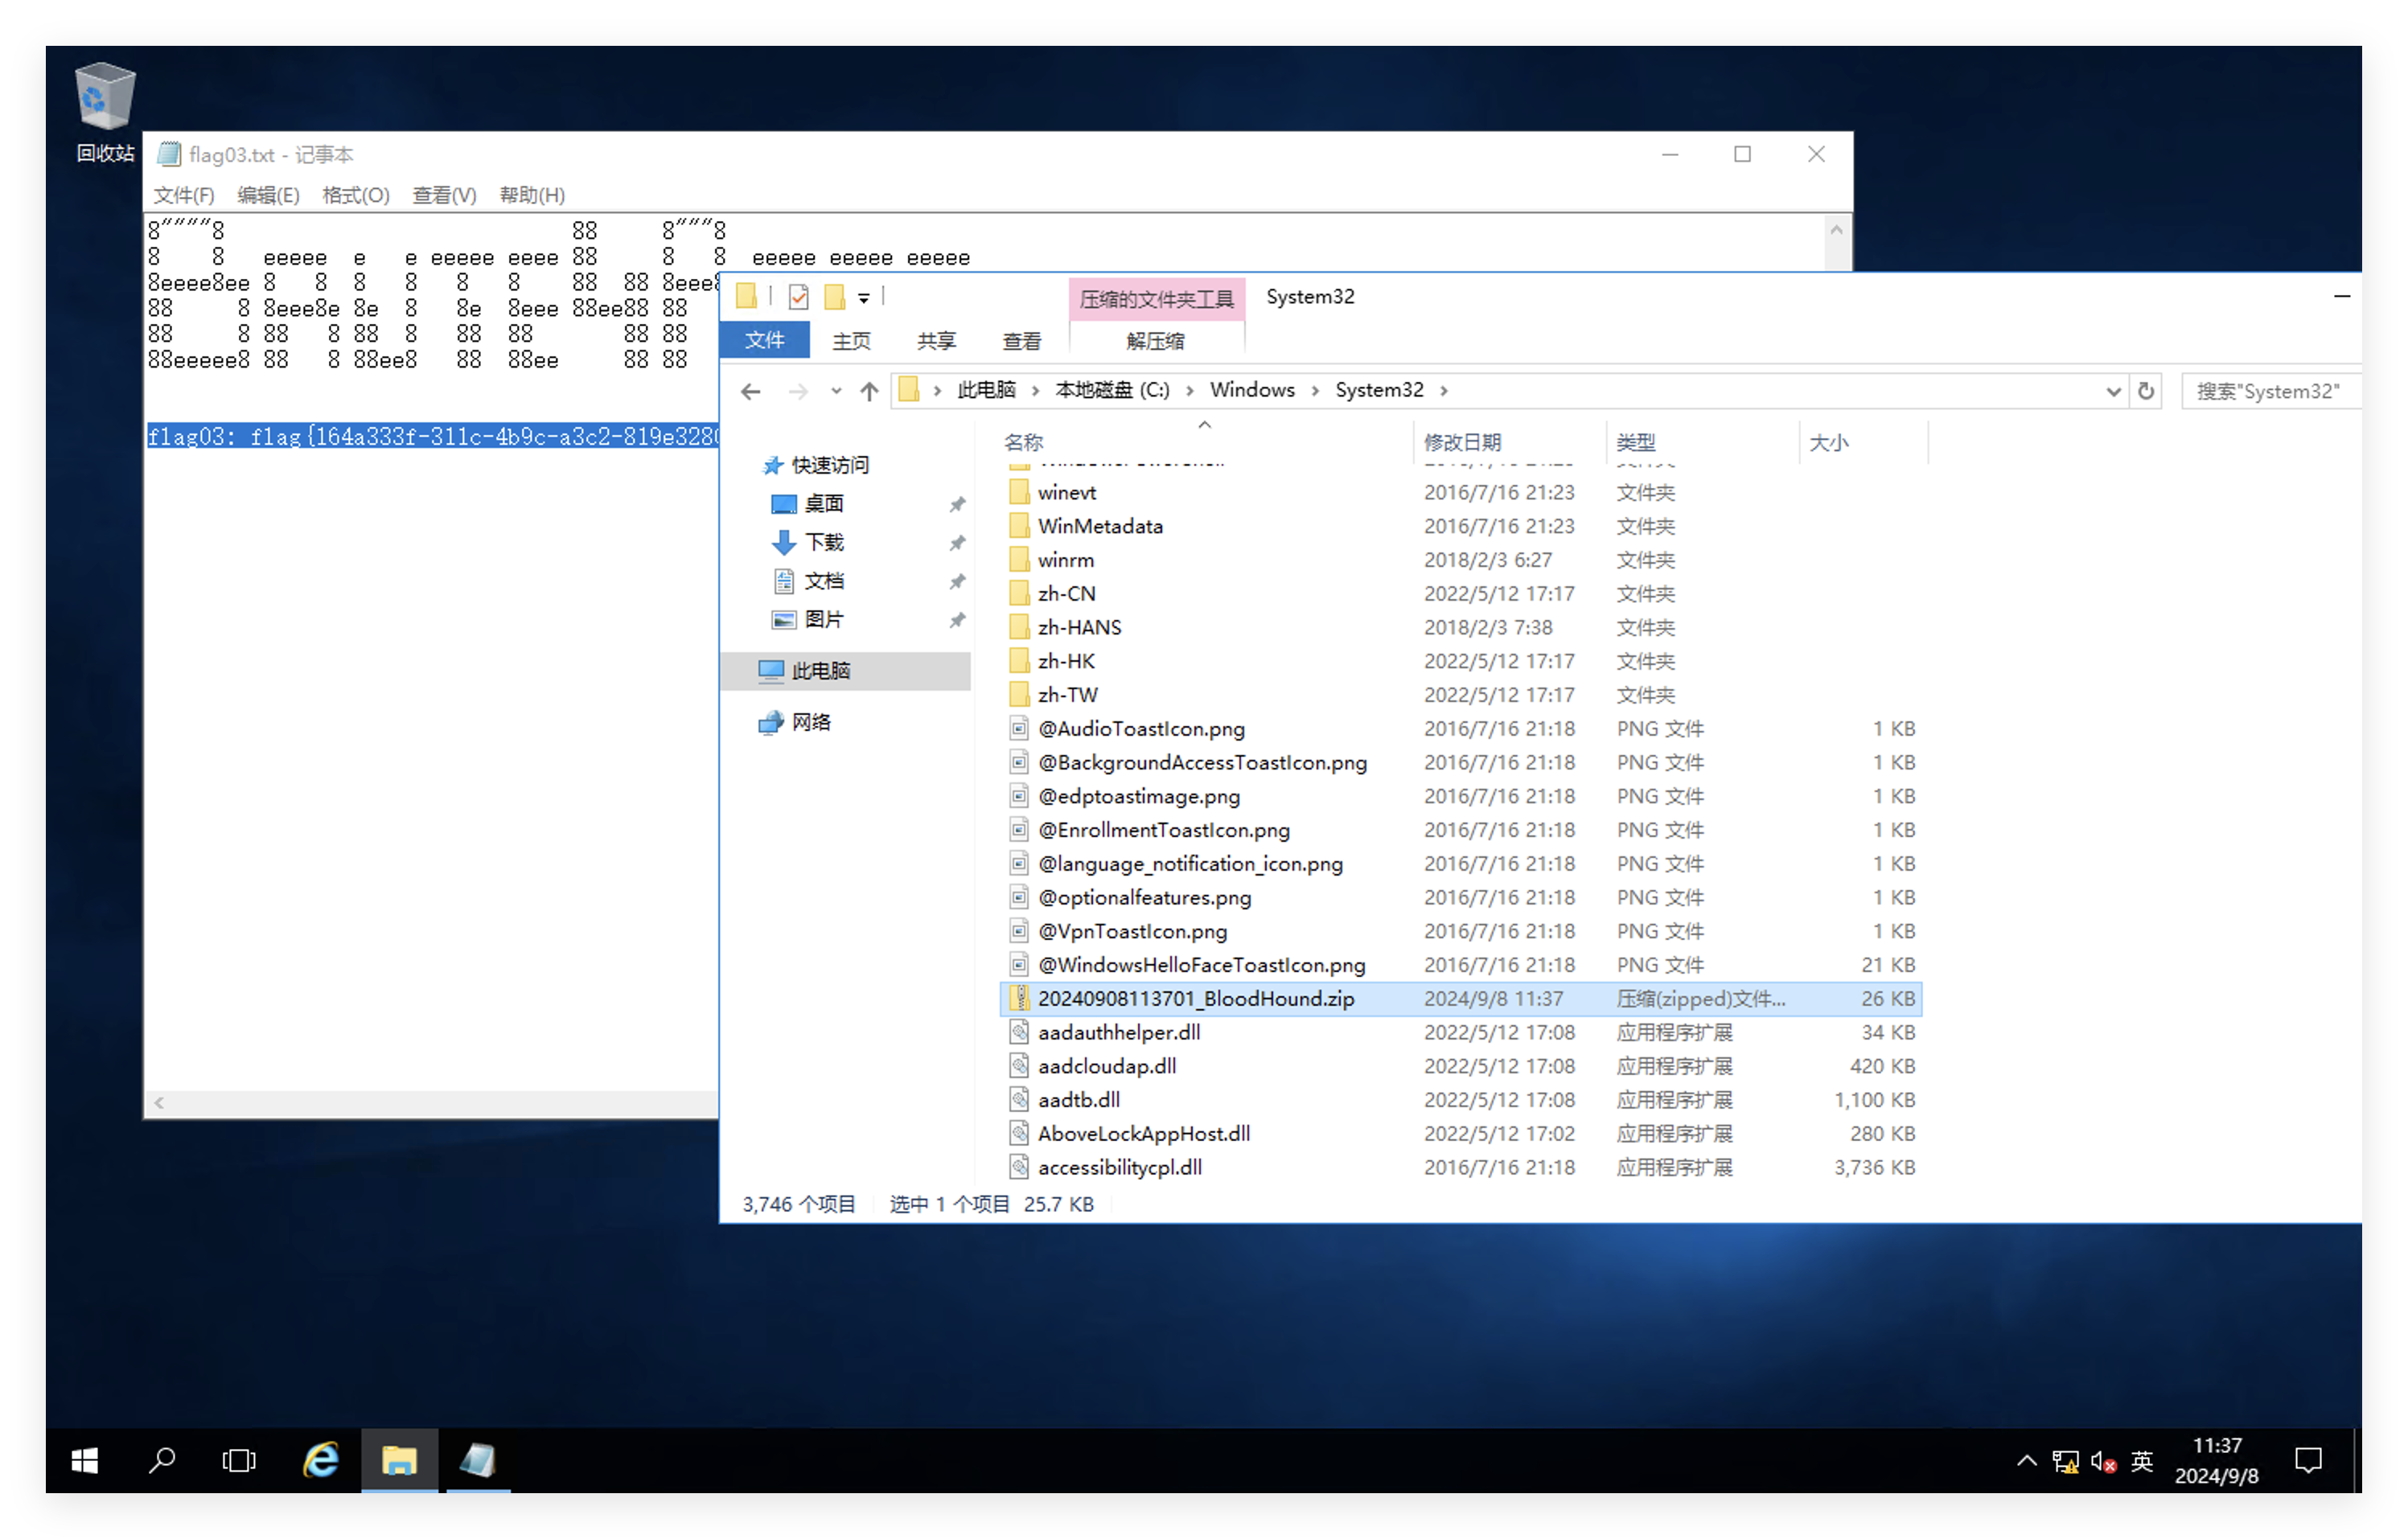 回收站
flag03.txt - 记事本
文件(F) 编辑(E) 格式(O) 查看(V) 帮助(H)
8""""8                           88     8"""8
8    8   eeeee  e   e eeeee eeee 88     8   8  eeeee eeeee eeeee
8eeee8ee 8   8  8   8   8   8    88  88 8eee8
88     8 8eee8e 8e  8   8e  8eee 88ee88 88
88     8 88   8 88  8   88  88       88 88
88eeeee8 88   8 88ee8   88  88ee     88 88
flag03: flag{164a333f-311c-4b9c-a3c2-819e3280
压缩的文件夹工具 System32
文件 主页 共享 查看 解压缩
此电脑 › 本地磁盘 (C:) › Windows › System32 ›
搜索"System32"
名称 修改日期 类型 大小
快速访问
桌面
下载
文档
图片
此电脑
网络
winevt 2016/7/16 21:23 文件夹
WinMetadata 2016/7/16 21:23 文件夹
winrm 2018/2/3 6:27 文件夹
zh-CN 2022/5/12 17:17 文件夹
zh-HANS 2018/2/3 7:38 文件夹
zh-HK 2022/5/12 17:17 文件夹
zh-TW 2022/5/12 17:17 文件夹
@AudioToastIcon.png 2016/7/16 21:18 PNG 文件 1 KB
@BackgroundAccessToastIcon.png 2016/7/16 21:18 PNG 文件 1 KB
@edptoastimage.png 2016/7/16 21:18 PNG 文件 1 KB
@EnrollmentToastIcon.png 2016/7/16 21:18 PNG 文件 1 KB
@language_notification_icon.png 2016/7/16 21:18 PNG 文件 1 KB
@optionalfeatures.png 2016/7/16 21:18 PNG 文件 1 KB
@VpnToastIcon.png 2016/7/16 21:18 PNG 文件 1 KB
@WindowsHelloFaceToastIcon.png 2016/7/16 21:18 PNG 文件 21 KB
20240908113701_BloodHound.zip 2024/9/8 11:37 压缩(zipped)文件... 26 KB
aadauthhelper.dll 2022/5/12 17:08 应用程序扩展 34 KB
aadcloudap.dll 2022/5/12 17:08 应用程序扩展 420 KB
aadtb.dll 2022/5/12 17:08 应用程序扩展 1,100 KB
AboveLockAppHost.dll 2022/5/12 17:02 应用程序扩展 280 KB
accessibilitycpl.dll 2016/7/16 21:18 应用程序扩展 3,736 KB
3,746 个项目 选中 1 个项目 25.7 KB
英
11:37
2024/9/8